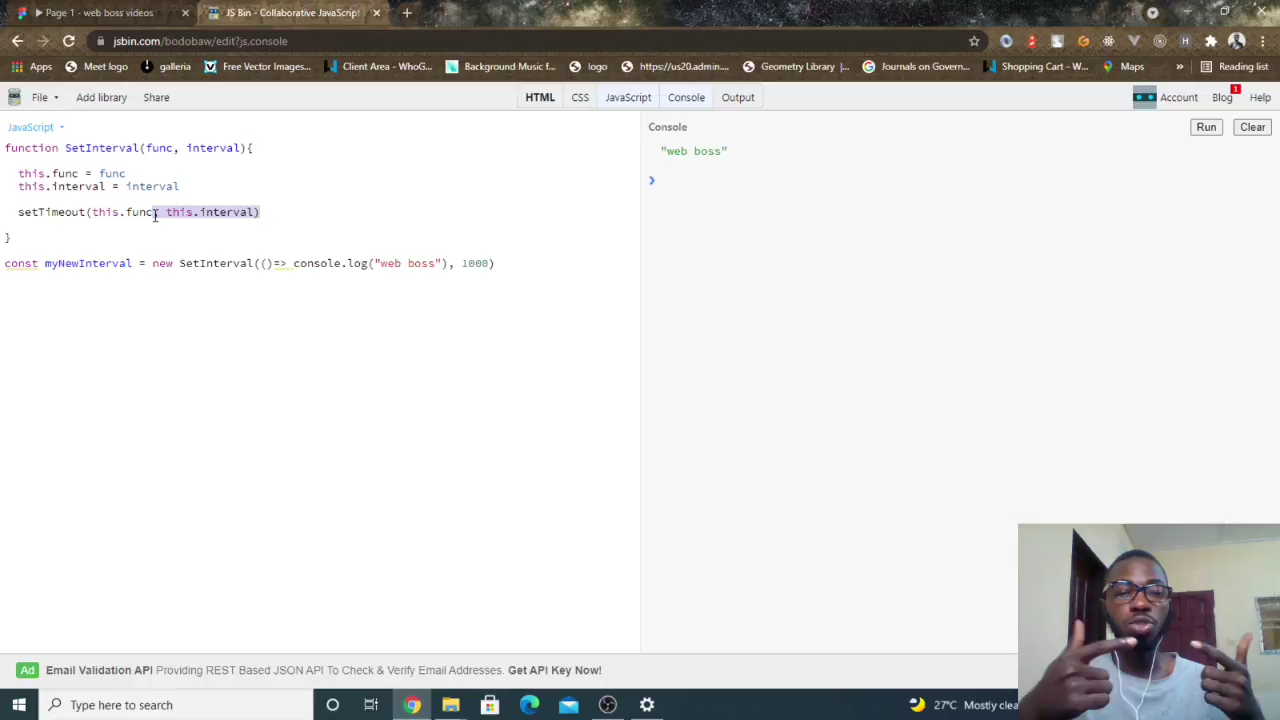 Page 1 - web boss videos
JS Bin - Collaborative JavaScript
jsbin.com/bodobaw/edit?js,console
Apps
Meet logo
galleria
Free Vector Images...
Client Area - WhoG...
Background Music f...
logo
https://us20.admin....
Geometry Library |...
Journals on Govern...
Shopping Cart - W...
Maps
»
Reading list
File
Add library
Share
HTML
CSS
JavaScript
Console
Output
Account
Blog
1
Help
JavaScript
Console
Run
Clear
function SetInterval(func, interval){
this.func = func
this.interval = interval
setTimeout(this.func, this.interval)
}
const myNewInterval = new SetInterval(()=> console.log("web boss"), 1000)
"web boss"
Ad
Email Validation API Providing REST Based JSON API To Check & Verify Email Addresses. Get API Key Now!
Type here to search
27°C Mostly clea